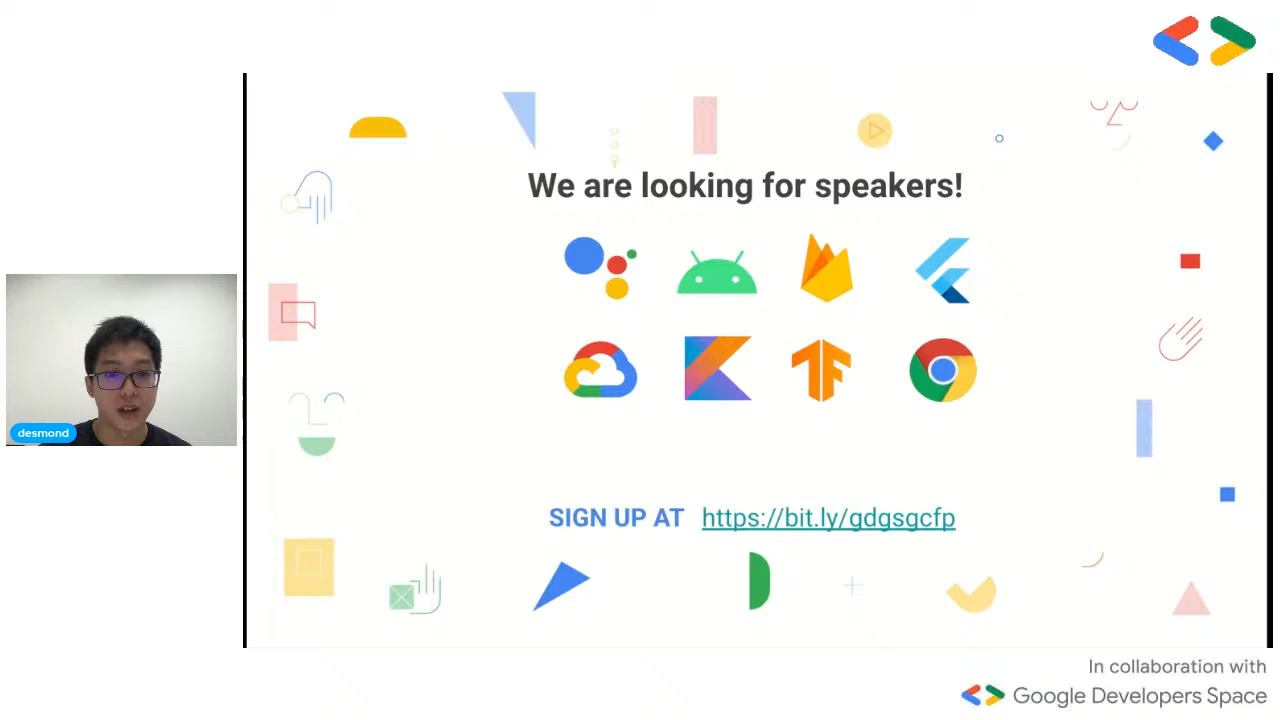 We are looking for speakers!
desmond
SIGN UP AT https://bit.ly/gdgsgcfp
In collaboration with
Google Developers Space